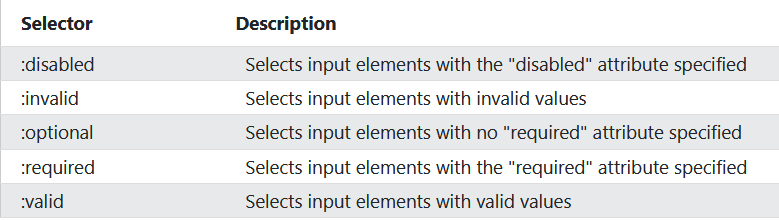 Selector Description
:disabled Selects input elements with the "disabled" attribute specified
:invalid Selects input elements with invalid values
:optional Selects input elements with no "required" attribute specified
:required Selects input elements with the "required" attribute specified
:valid Selects input elements with valid values